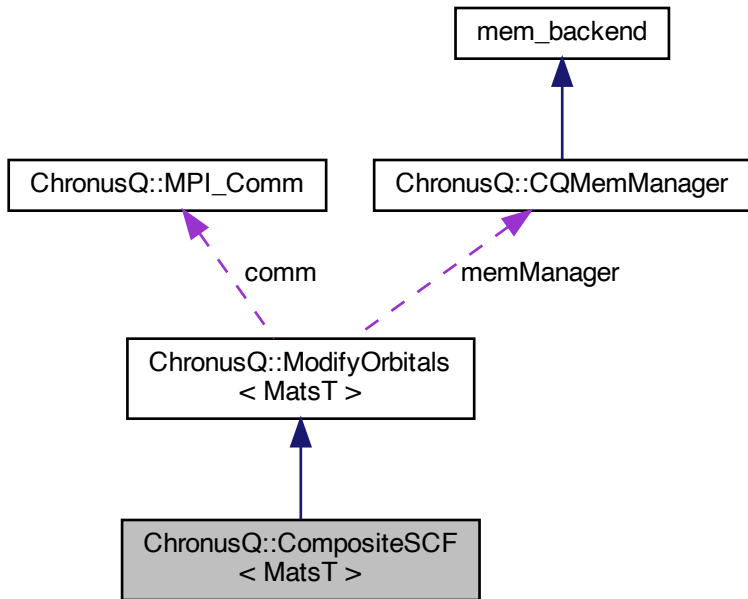 mem_backend
ChronusQ::MPI_Comm
ChronusQ::CQMemManager
comm
memManager
ChronusQ::ModifyOrbitals
< MatsT >
ChronusQ::CompositeSCF
< MatsT >